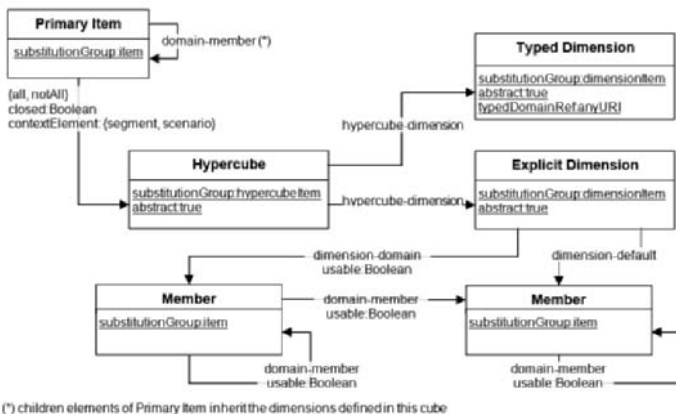 Primary Item
substitutionGroup:item
domain-member (*)
Typed Dimension
substitutionGroup:dimensionItem
abstract:true
typedDomainRef:anyURI
{all, notAll}
closed:Boolean
contextElement: {segment, scenario}
hypercube-dimension
Hypercube
substitutionGroup:hypercubeItem
abstract:true
hypercube-dimension
Explicit Dimension
substitutionGroup:dimensionItem
abstract:true
dimension-domain
usable:Boolean
dimension-default
Member
substitutionGroup:item
domain-member
usable:Boolean
Member
substitutionGroup:item
domain-member
usable:Boolean
domain-member
usable:Boolean
(*) children elements of Primary Item inherit the dimensions defined in this cube